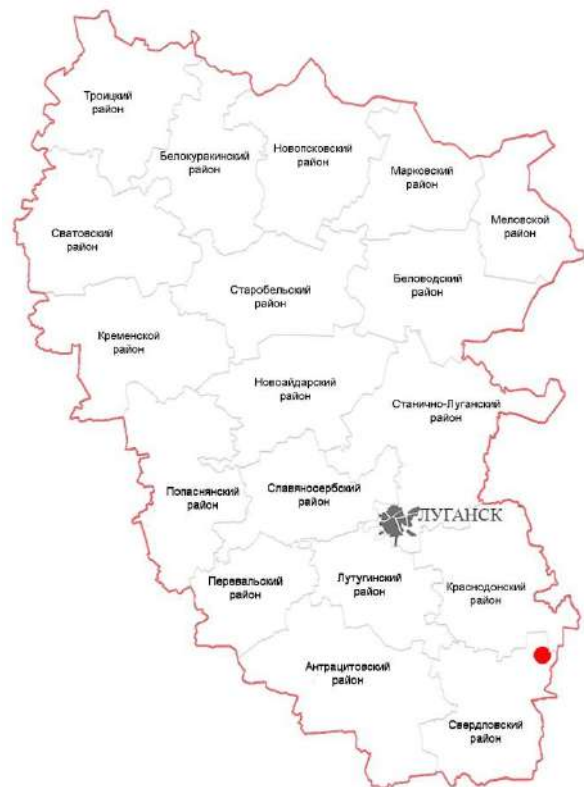 Троицкий
район
Белокуракинский
район
Новопсковский
район
Марковский
район
Меловской
район
Сватовский
район
Старобельский
район
Беловодский
район
Кременской
район
Новоайдарский
район
Станично-Луганский
район
Попаснянский
район
Славяносербский
район
ЛУГАНСК
Перевальский
район
Лутугинский
район
Краснодонский
район
Антрацитовский
район
Свердловский
район